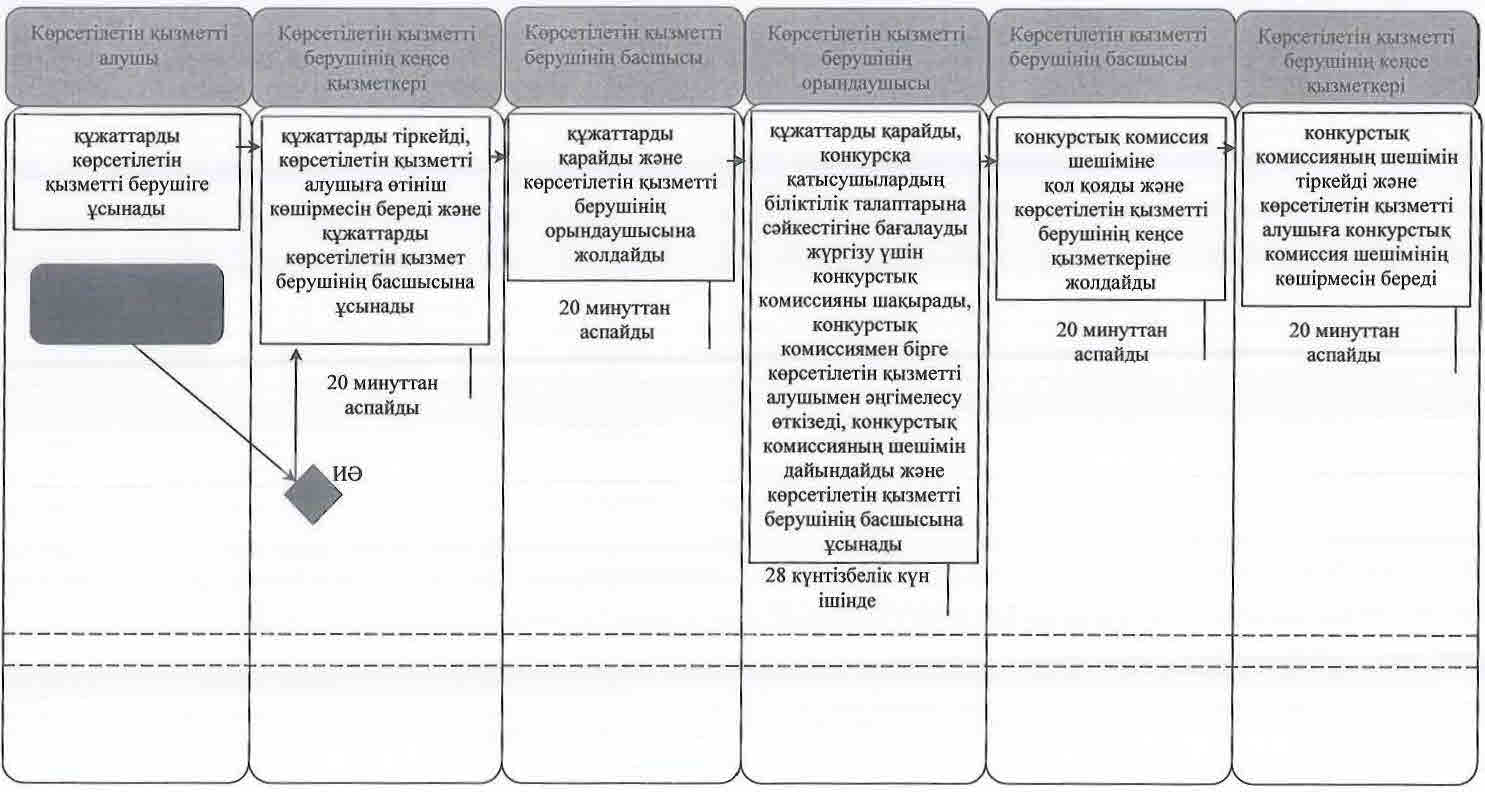 Көрсетілетін қызметті
алушы
Көрсетілетін қызметті
берушінің кеңсе
қызметкері
Көрсетілетін қызметті
берушінің басшысы
Көрсетілетін қызметті
берушінің
орындаушысы
Көрсетілетін қызметті
берушінің басшысы
Көрсетілетін қызметті
берушінің кеңсе
қызметкері
құжаттарды
көрсетілетін
қызметті берушіге
ұсынады
құжаттарды тіркейді,
көрсетілетін қызметті
алушыға өтініш
көшірмесін береді және
құжаттарды
көрсетілетін қызмет
берушінің басшысына
ұсынады
20 минуттан
аспайды
ИӘ
құжаттарды
қарайды және
көрсетілетін қызметті
берушінің
орындаушысына
жолдайды
20 минуттан
аспайды
құжаттарды қарайды,
конкурсқа
қатысушылардың
біліктілік талаптарына
сәйкестігіне бағалауды
жүргізу үшін
конкурстық
комиссияны шақырады,
конкурстық
комиссиямен бірге
көрсетілетін қызметті
алушымен әңгімелесу
өткізеді, конкурстық
комиссияның шешімін
дайындайды және
көрсетілетін қызметті
берушінің басшысына
ұсынады
28 күнтізбелік күн
ішінде
конкурстық комиссия
шешіміне
қол қояды және
көрсетілетін қызметті
берушінің кеңсе
қызметкеріне
жолдайды
20 минуттан
аспайды
конкурстық
комиссияның шешімін
тіркейді және
көрсетілетін қызметті
алушыға конкурстық
комиссия шешімінің
көшірмесін береді
20 минуттан
аспайды